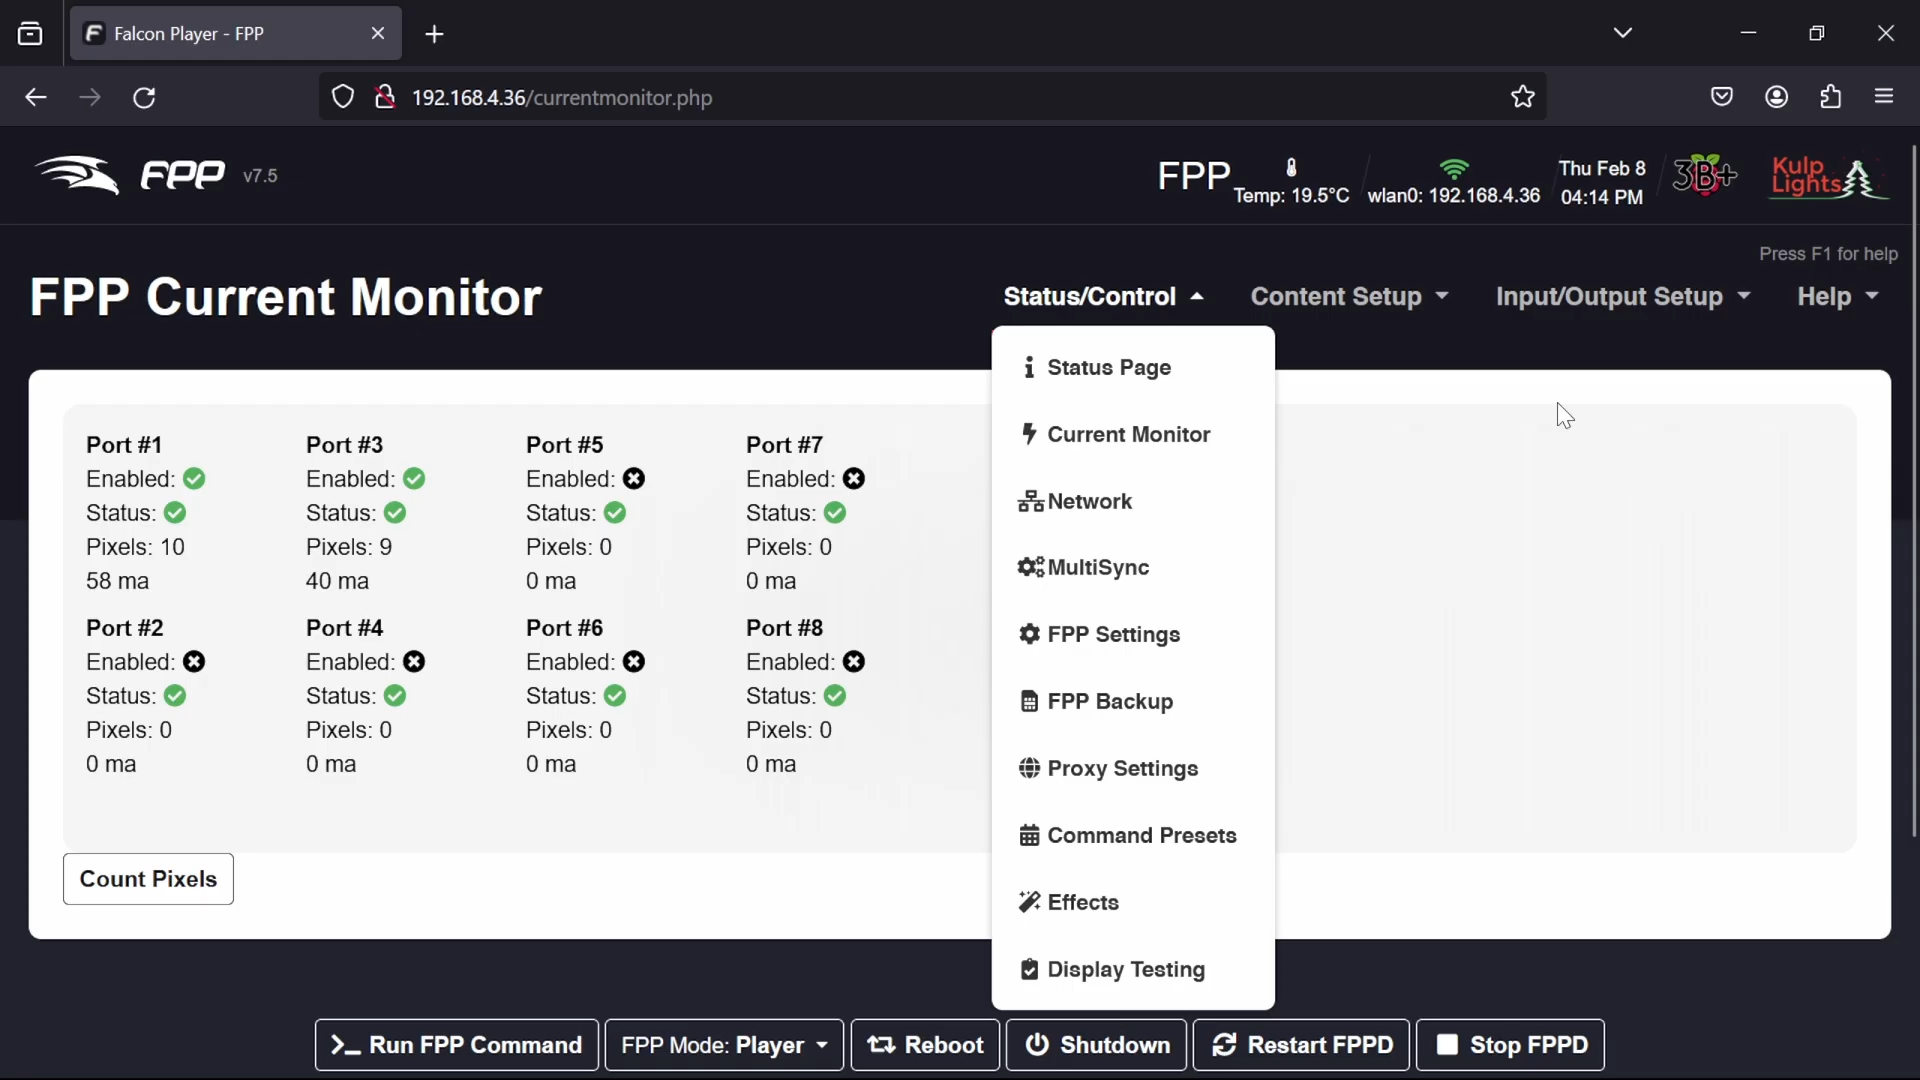 Falcon Player - FPP
192.168.4.36/currentmonitor.php
FPP v7.5
FPP
Temp: 19.5°C
wlan0: 192.168.4.36
Thu Feb 8
04:14 PM
3B+
Kulp
Lights
Press F1 for help
FPP Current Monitor
Status/Control
Content Setup
Input/Output Setup
Help
Status Page
Current Monitor
Network
MultiSync
FPP Settings
FPP Backup
Proxy Settings
Command Presets
Effects
Display Testing
Port #1
Enabled:
Status:
Pixels: 10
58 ma
Port #3
Enabled:
Status:
Pixels: 9
40 ma
Port #5
Enabled:
Status:
Pixels: 0
0 ma
Port #7
Enabled:
Status:
Pixels: 0
0 ma
Port #2
Enabled:
Status:
Pixels: 0
0 ma
Port #4
Enabled:
Status:
Pixels: 0
0 ma
Port #6
Enabled:
Status:
Pixels: 0
0 ma
Port #8
Enabled:
Status:
Pixels: 0
0 ma
Count Pixels
Run FPP Command
FPP Mode: Player
Reboot
Shutdown
Restart FPPD
Stop FPPD